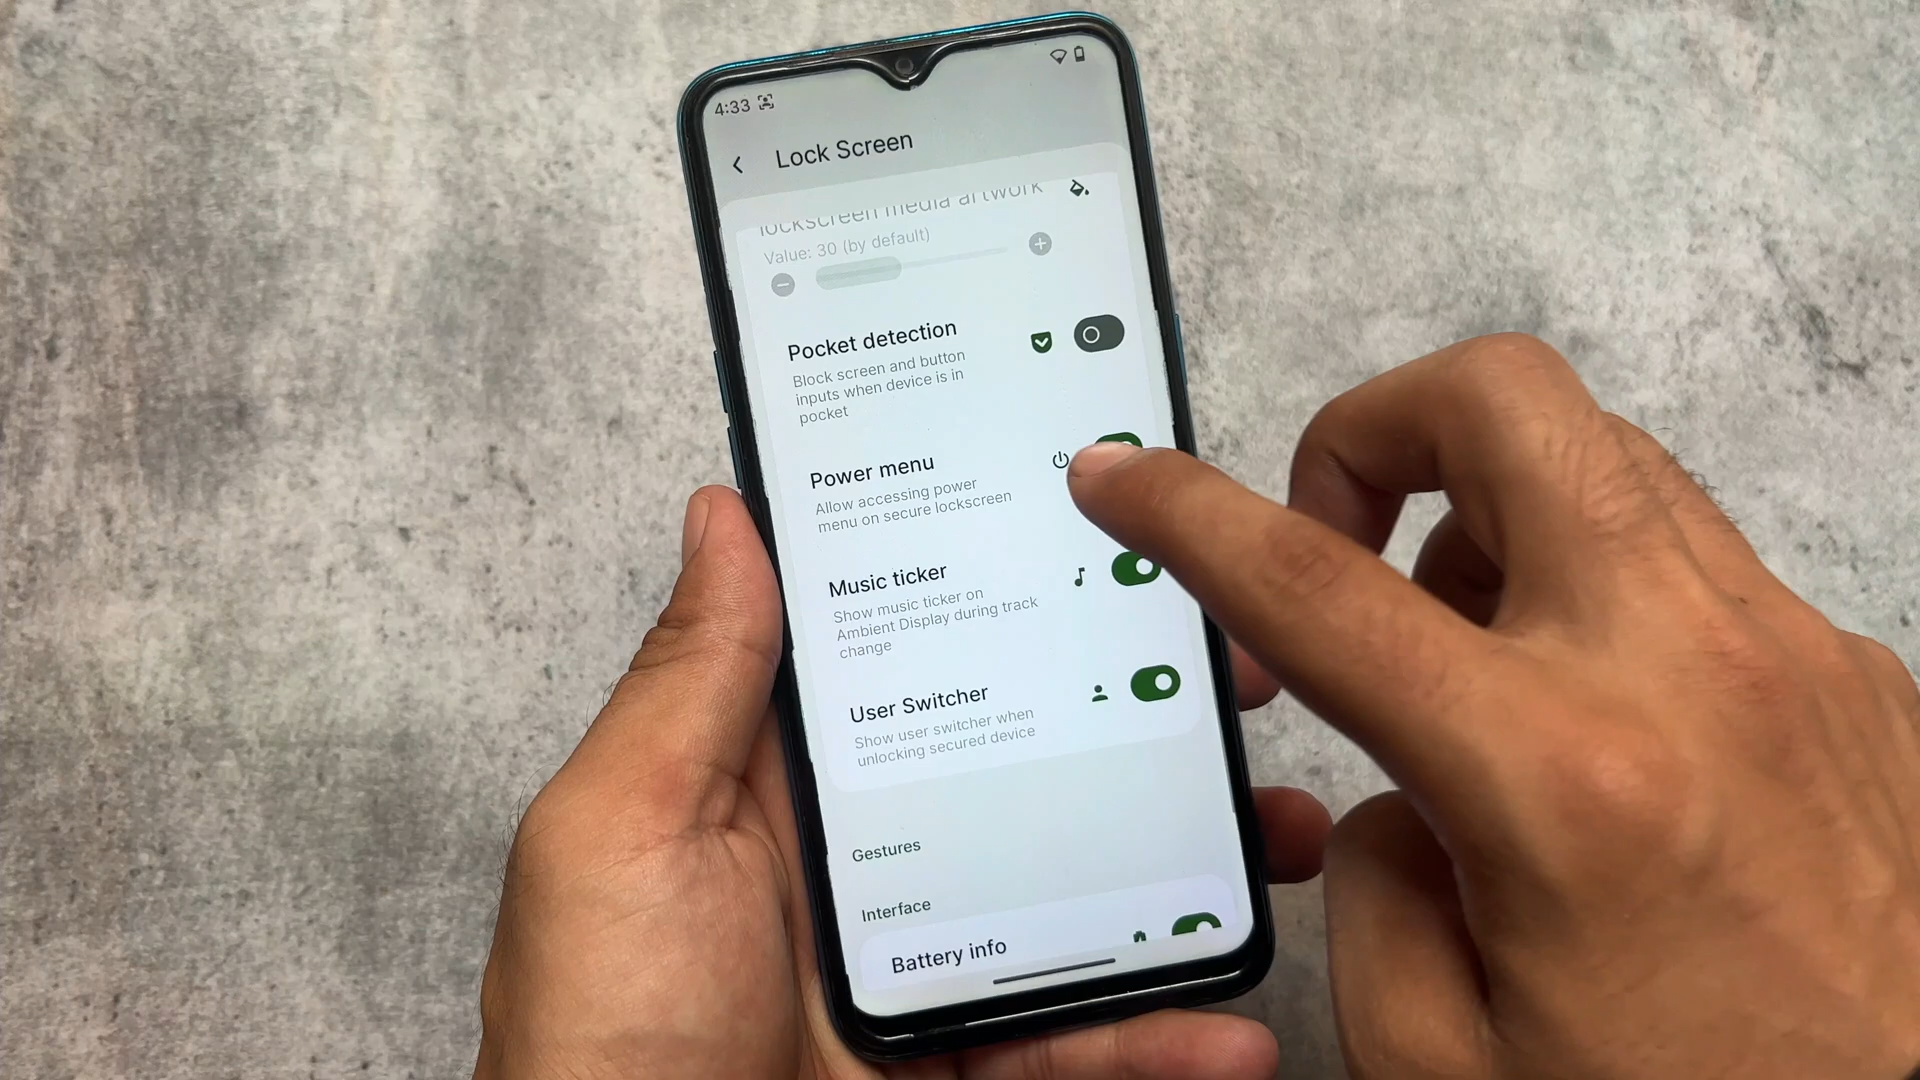 4:33
Lock Screen
lockscreen media artwork
Value: 30 (by default)
Pocket detection
Block screen and button
inputs when device is in
pocket
Power menu
Allow accessing power
menu on secure lockscreen
Music ticker
Show music ticker on
Ambient Display during track
change
User Switcher
Show user switcher when
unlocking secured device
Gestures
Interface
Battery info